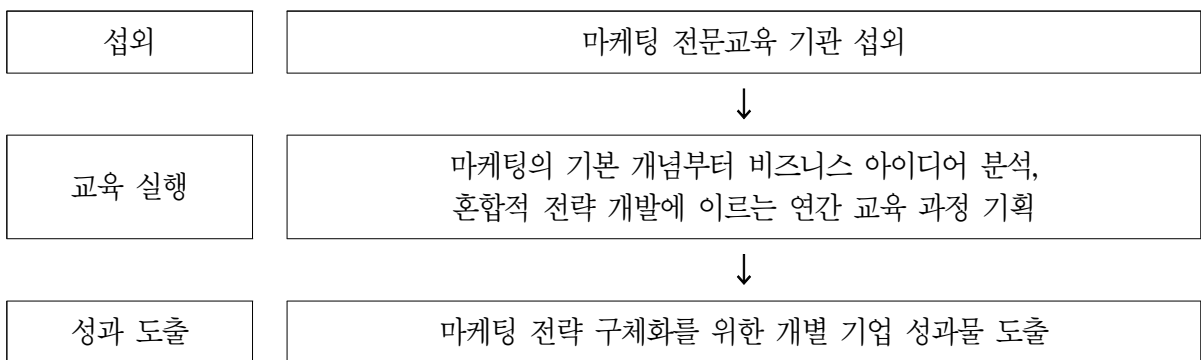 섭외
마케팅 전문교육 기관 섭외
↓
교육 실행
마케팅의 기본 개념부터 비즈니스 아이디어 분석,
혼합적 전략 개발에 이르는 연간 교육 과정 기획
↓
성과 도출
마케팅 전략 구체화를 위한 개별 기업 성과물 도출